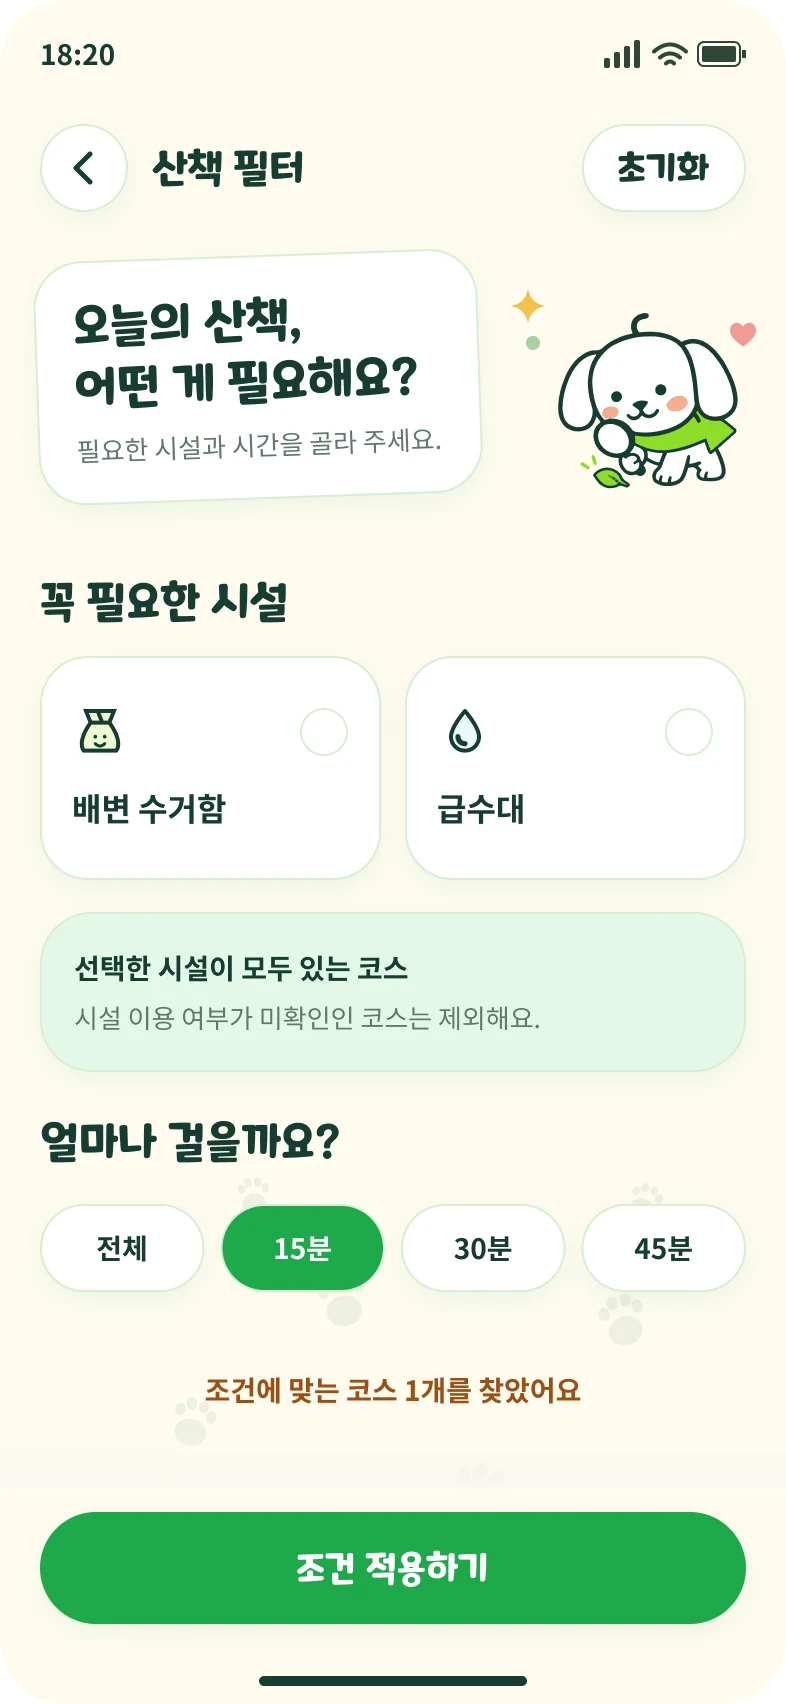 18:20
산책 필터
초기화
오늘의 산책,
어떤 게 필요해요?
필요한 시설과 시간을 골라 주세요.
꼭 필요한 시설
배변 수거함
급수대
선택한 시설이 모두 있는 코스
시설 이용 여부가 미확인인 코스는 제외해요.
얼마나 걸을까요?
전체
15분
30분
45분
조건에 맞는 코스 1개를 찾았어요
조건 적용하기